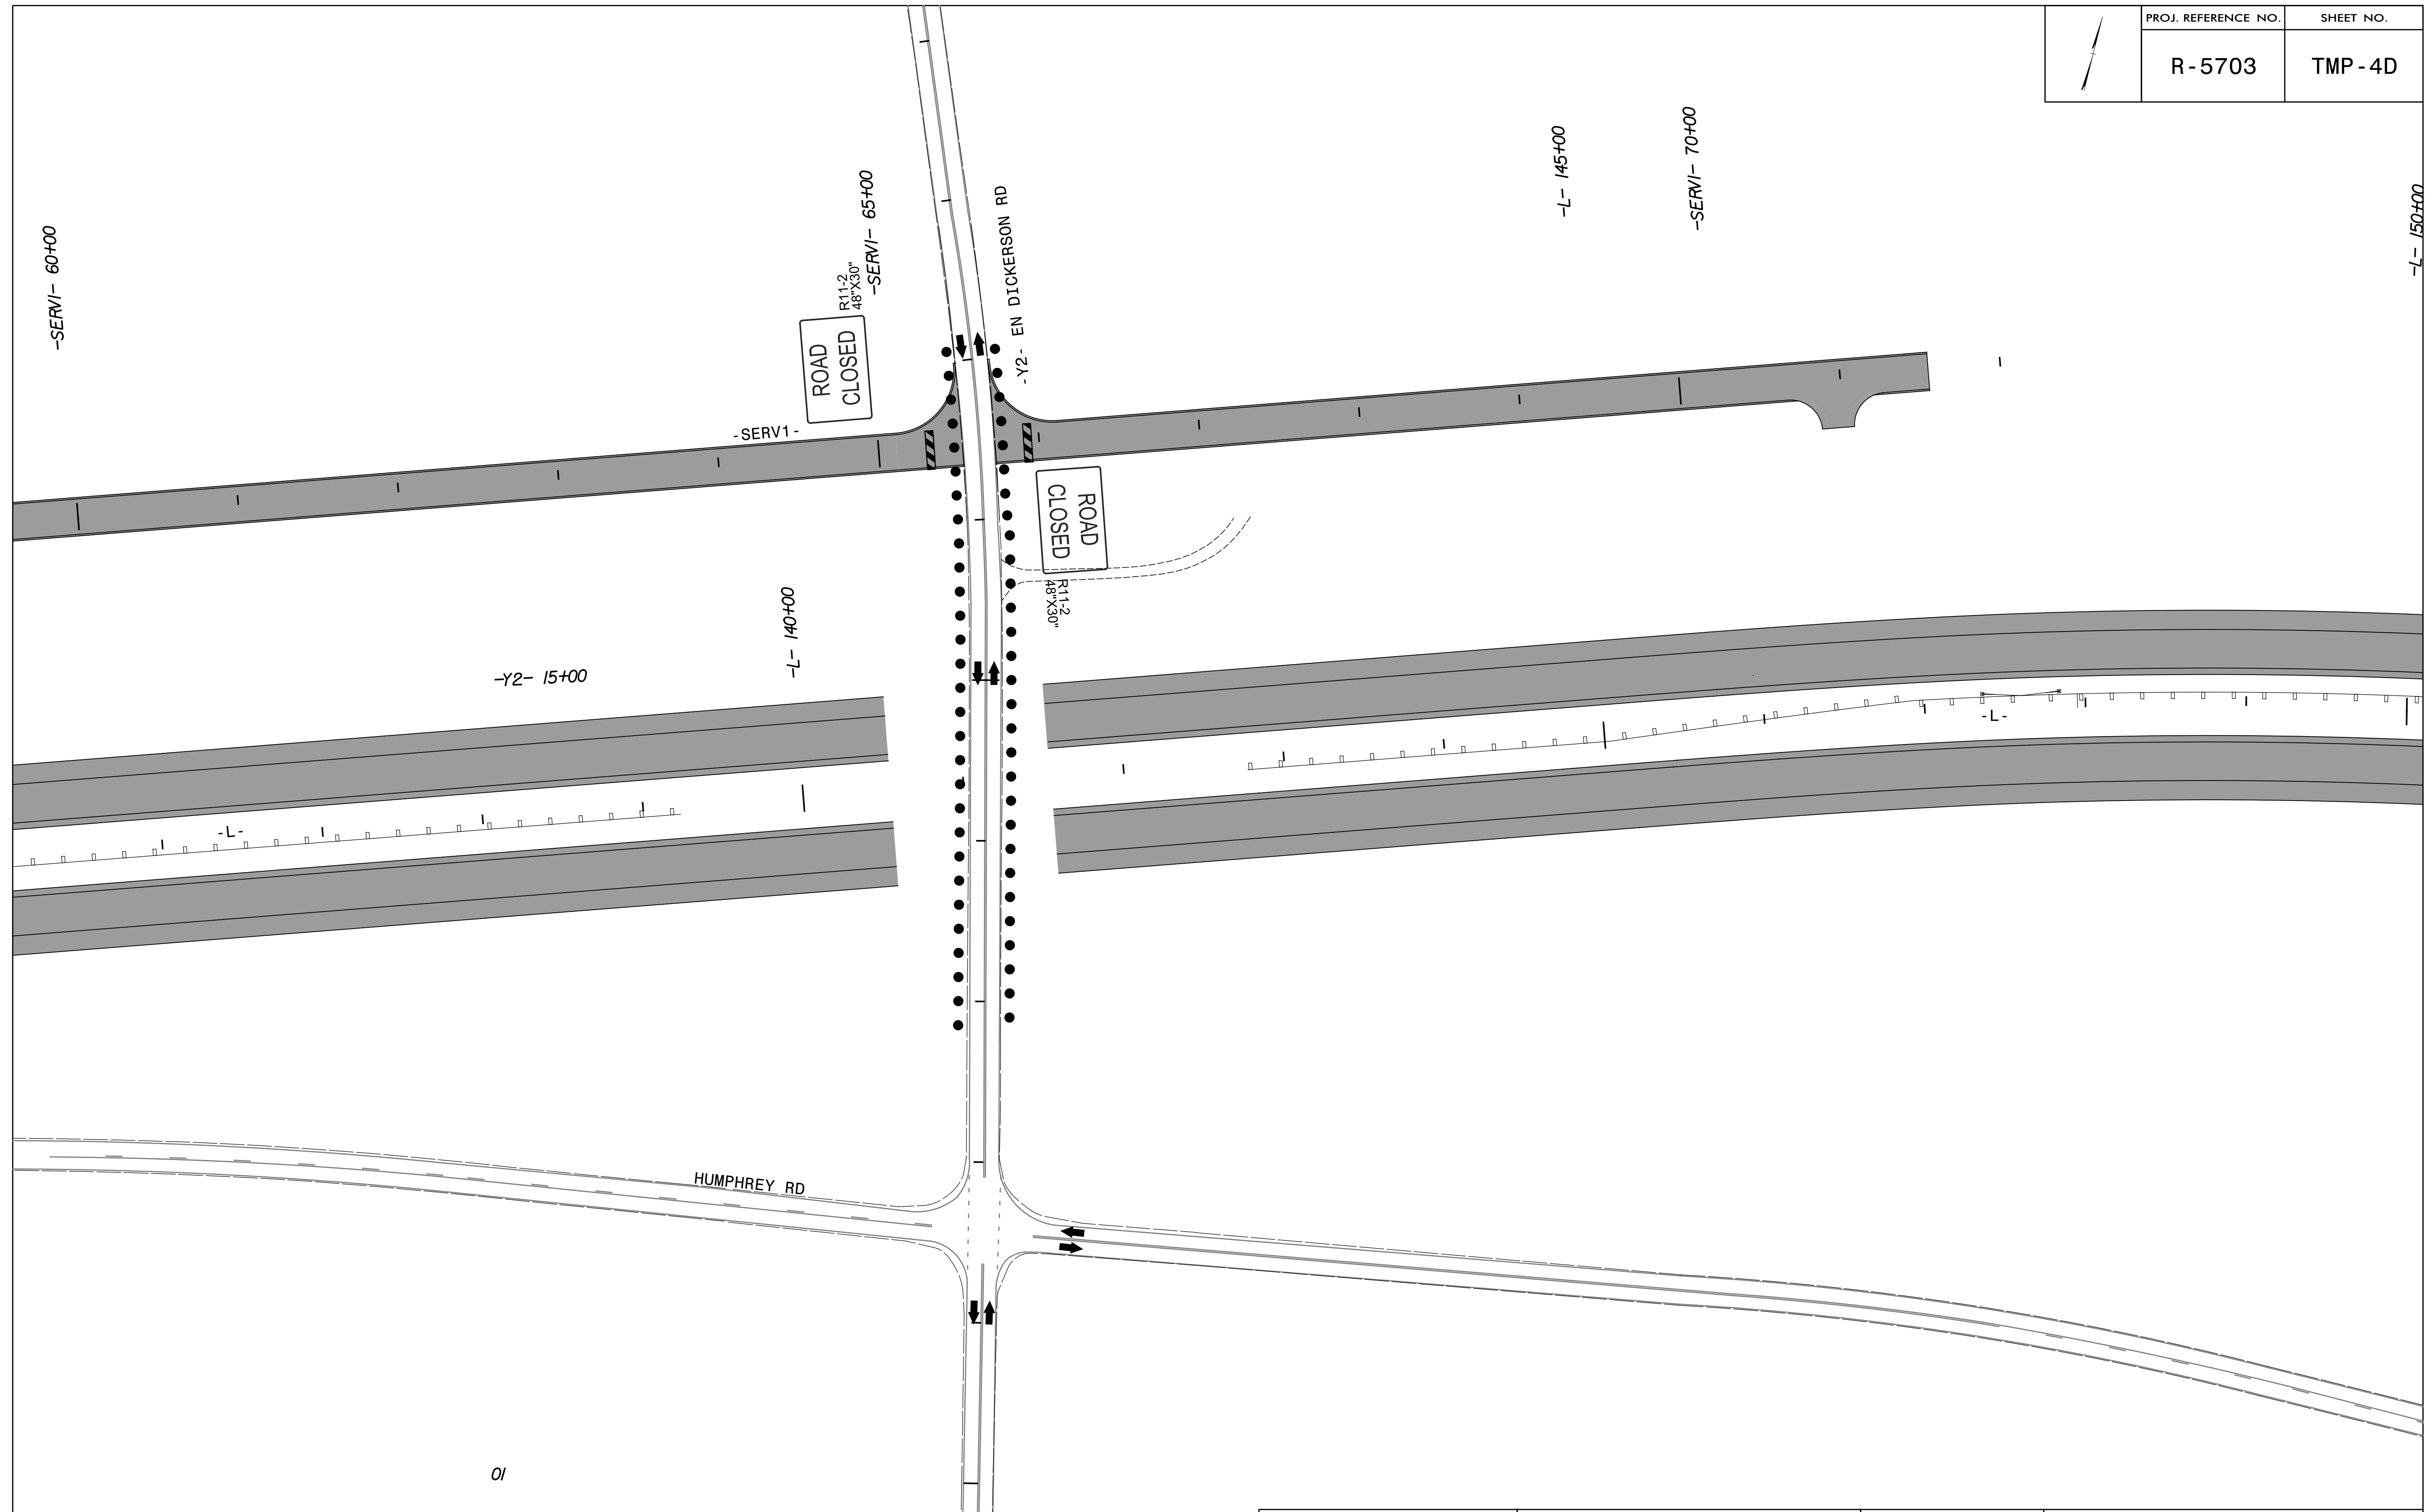 PROJ. REFERENCE NO.
SHEET NO.
R-5703
TMP-4D
-L- 145+00
-SERV1- 70+00
-L- 150+00
-SERV1- 60+00
-SERV1- 65+00
R11-2
48"X30"
ROAD
CLOSED
-Y2- EN DICKERSON RD
-SERV1-
ROAD
CLOSED
R11-2
48"X30"
-L- 140+00
-Y2- 15+00
-L-
-L-
HUMPHREY RD
10